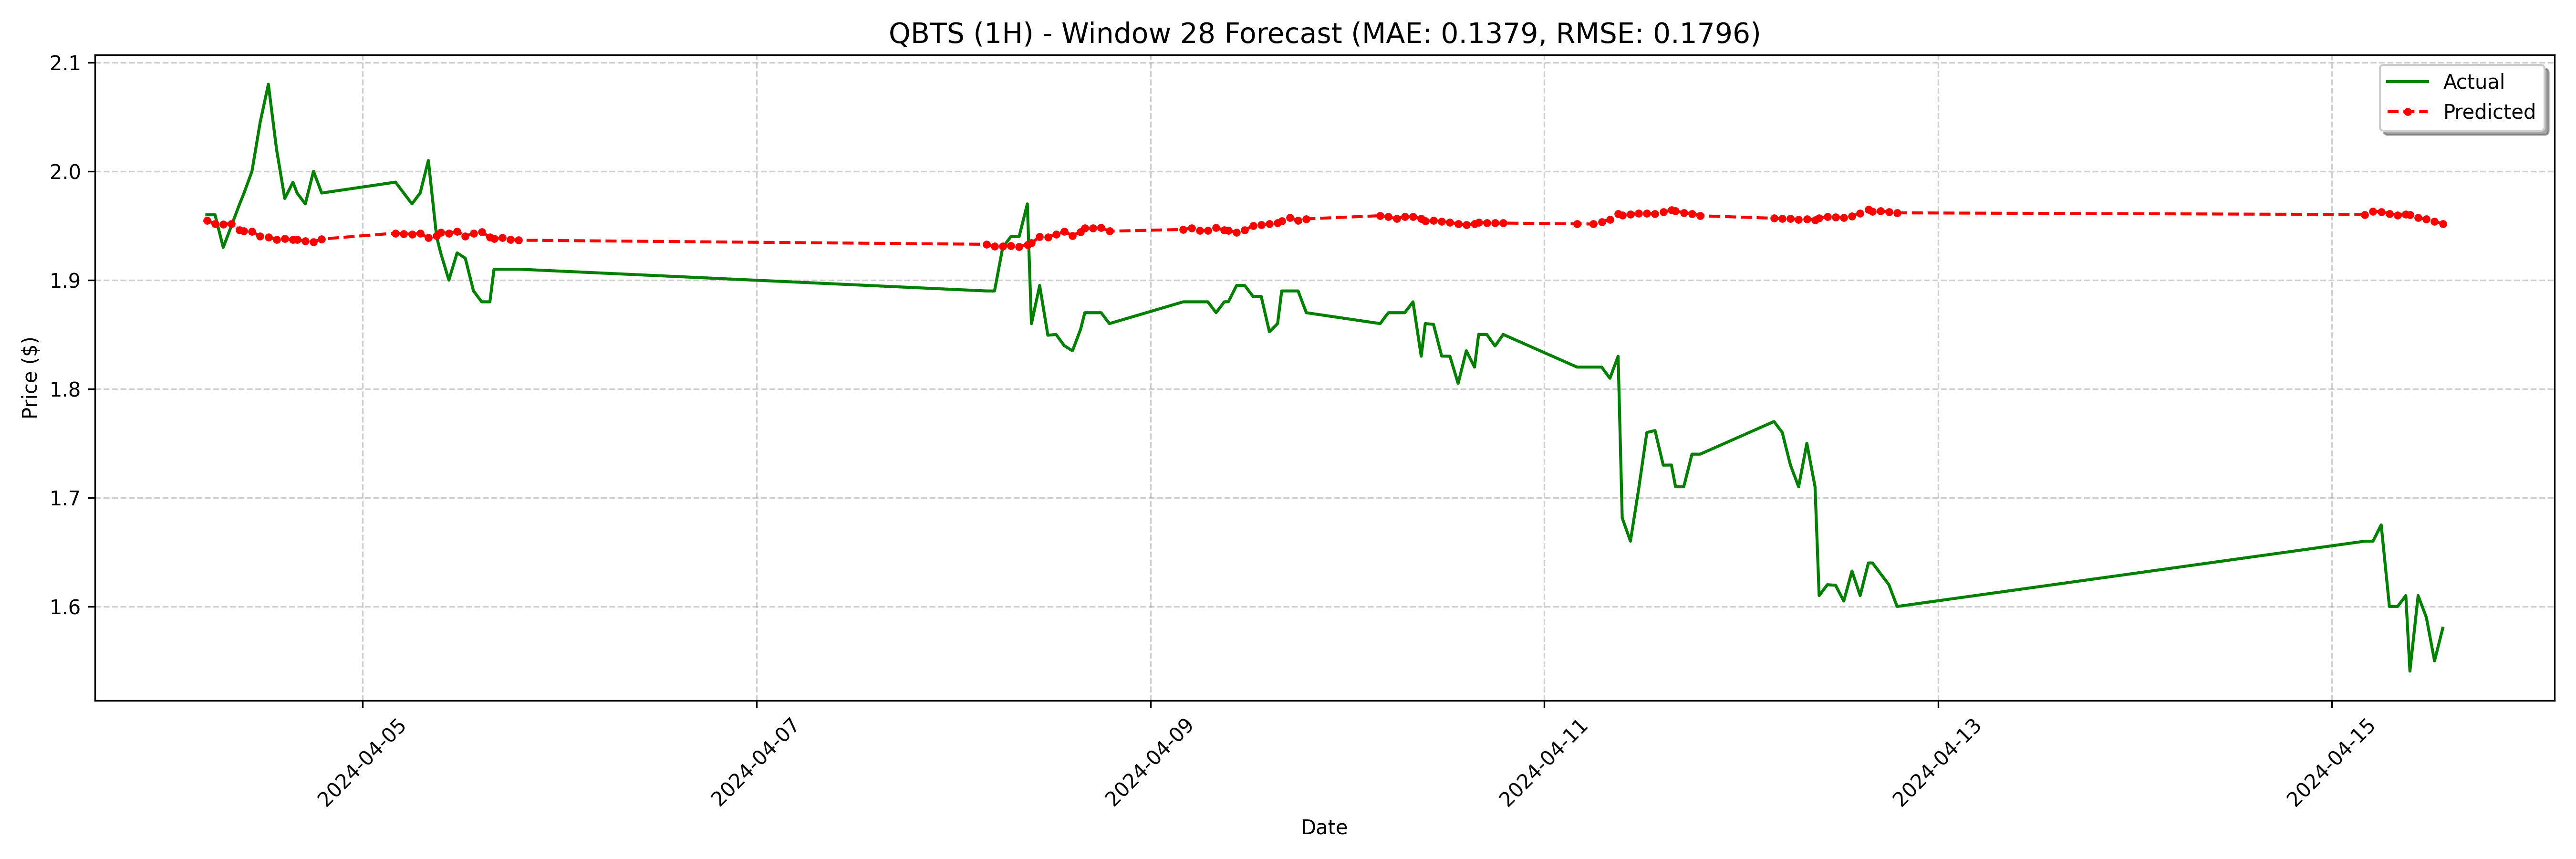 QBTS (1H) - Window 28 Forecast (MAE: 0.1379, RMSE: 0.1796)
Actual
Predicted
Price ($)
2.1
2.0
1.9
1.8
1.7
1.6
2024-04-05
2024-04-07
2024-04-09
2024-04-11
2024-04-13
2024-04-15
Date